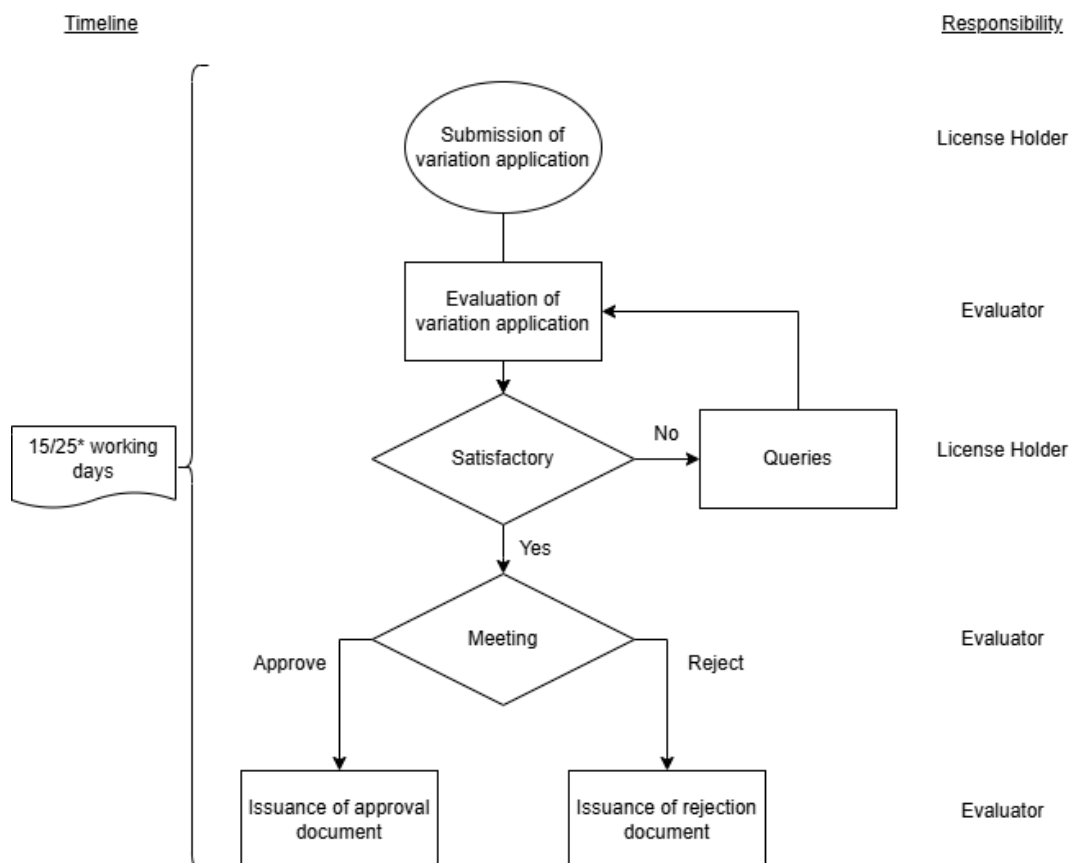 Timeline
Responsibility
Submission of
variation application
License Holder
Evaluation of
variation application
Evaluator
15/25* working
days
Satisfactory
No
Queries
License Holder
Yes
Meeting
Evaluator
Approve
Reject
Issuance of approval
document
Issuance of rejection
document
Evaluator